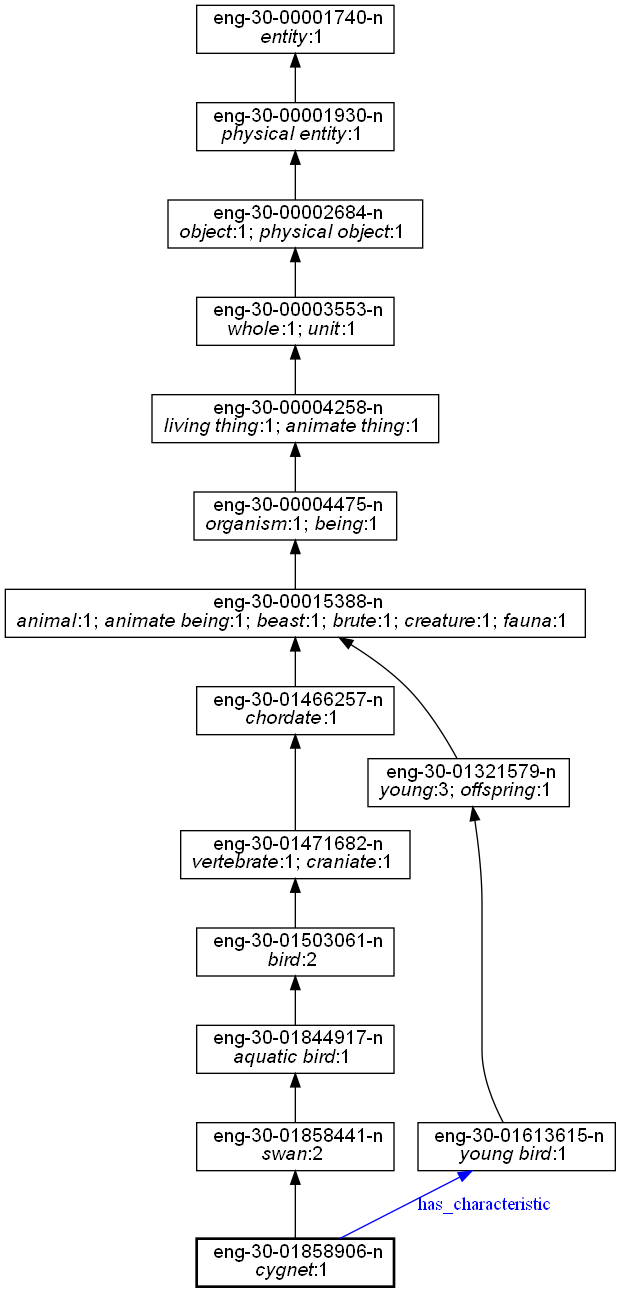 eng-30-00001740-n
entity:1
eng-30-00001930-n
physical entity:1
eng-30-00002684-n
object:1; physical object:1
eng-30-00003553-n
whole:1; unit:1
eng-30-00004258-n
living thing:1; animate thing:1
eng-30-00004475-n
organism:1; being:1
eng-30-00015388-n
animal:1; animate being:1; beast:1; brute:1; creature:1; fauna:1
eng-30-01466257-n
chordate:1
eng-30-01321579-n
young:3; offspring:1
eng-30-01471682-n
vertebrate:1; craniate:1
eng-30-01503061-n
bird:2
eng-30-01844917-n
aquatic bird:1
eng-30-01858441-n
swan:2
eng-30-01613615-n
young bird:1
has_characteristic
eng-30-01858906-n
cygnet:1